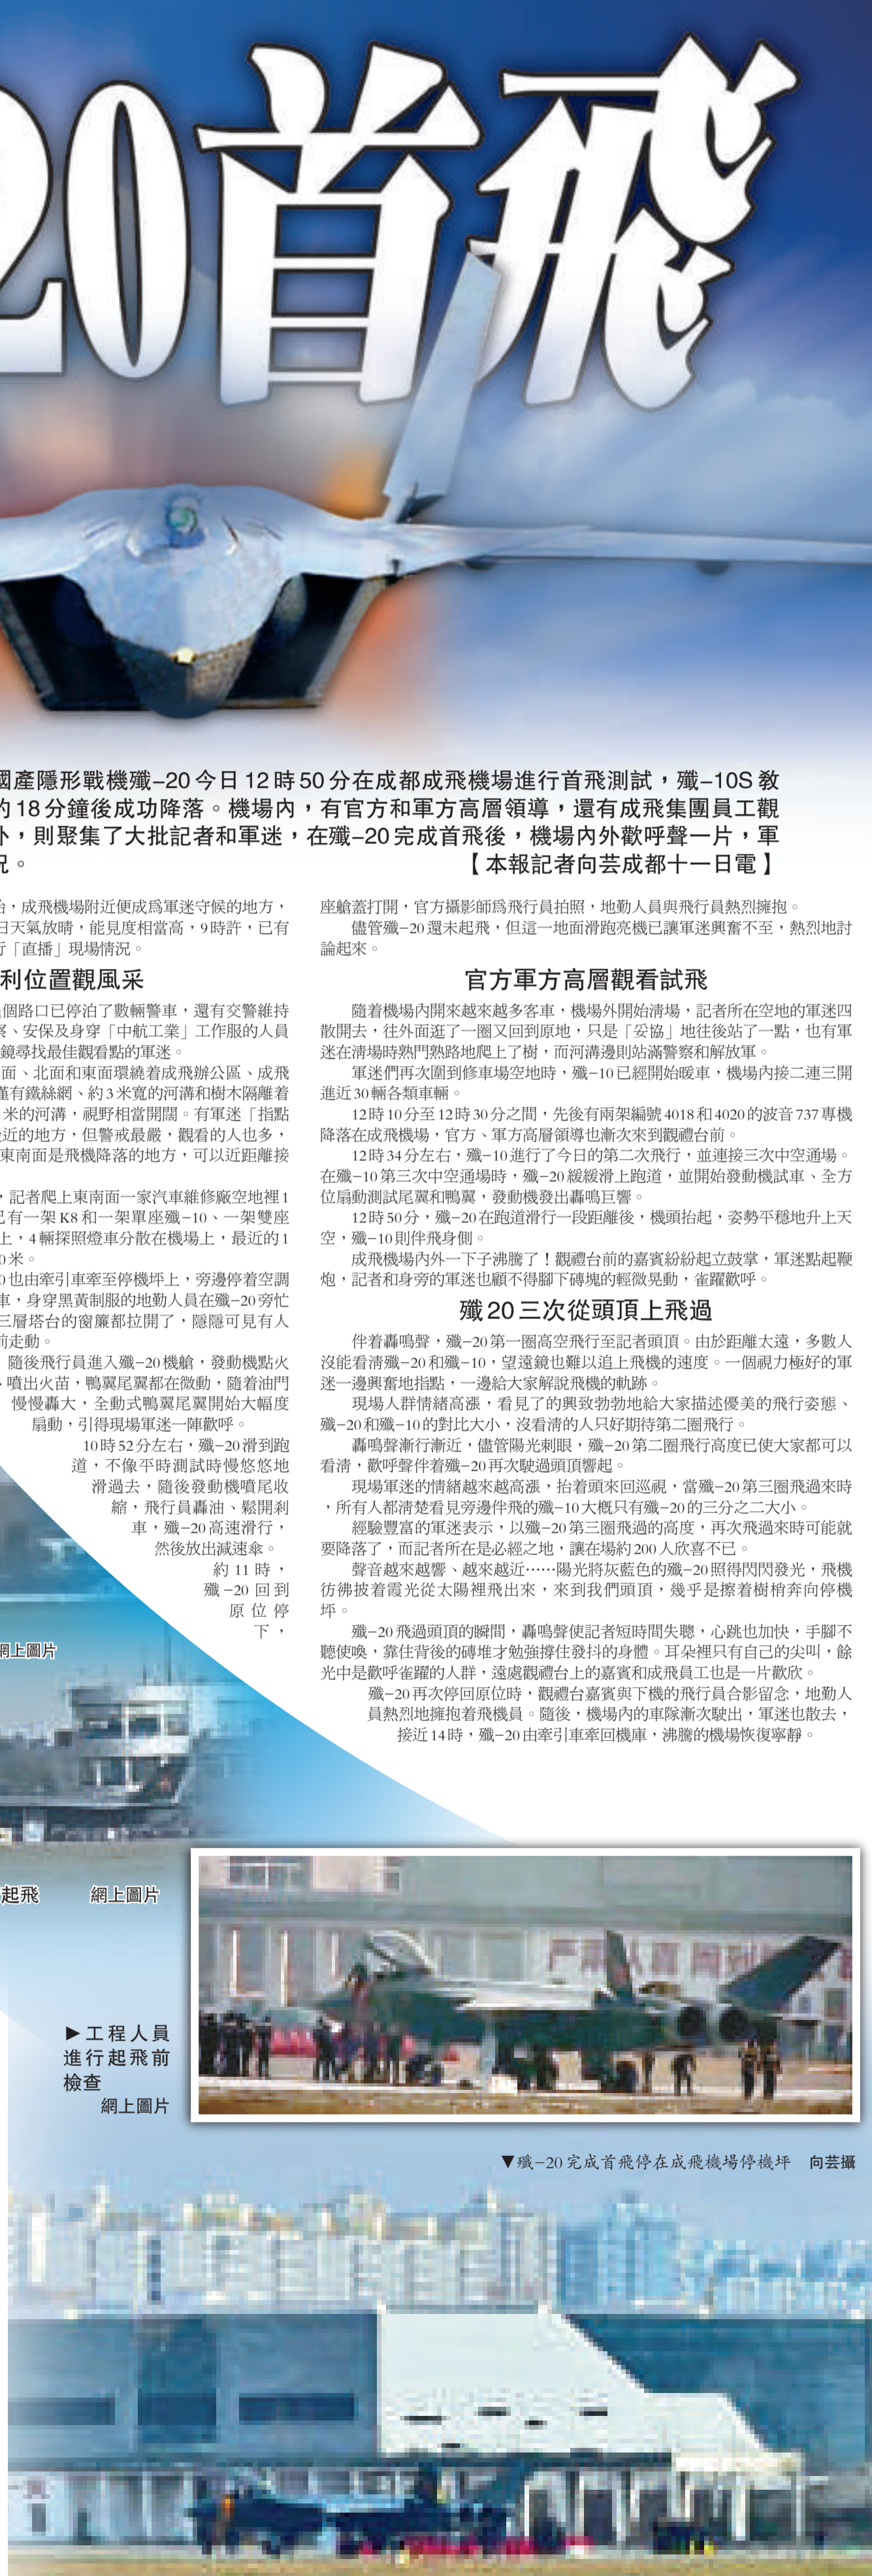 20首飛
國產隱形戰機殲–20今日12時50分在成都成飛機場進行首飛測試，殲–10S教
的18分鐘後成功降落。機場內，有官方和軍方高層領導，還有成飛集團員工觀
外，則聚集了大批記者和軍迷，在殲–20完成首飛後，機場內外歡呼聲一片，軍
況。
【本報記者向芸成都十一日電】
始，成飛機場附近便成爲軍迷守候的地方，
日天氣放晴，能見度相當高，9時許，已有
行「直播」現場情況。
利位置觀風采
個路口已停泊了數輛警車，還有交警維持
察、安保及身穿「中航工業」工作服的人員
鏡尋找最佳觀看點的軍迷。
面、北面和東面環繞着成飛辦公區、成飛
僅有鐵絲網、約3米寬的河溝和樹木隔離着
米的河溝，視野相當開闊。有軍迷「指點
近的地方，但警戒最嚴，觀看的人也多，
東南面是飛機降落的地方，可以近距離接
，記者爬上東南面一家汽車維修廠空地裡1
已有一架K8和一架單座殲–10、一架雙座
上，4輛探照燈車分散在機場上，最近的1
0米。
0也由牽引車牽至停機坪上，旁邊停着空調
車，身穿黑黃制服的地勤人員在殲–20旁忙
三層塔台的窗簾都拉開了，隱隱可見有人
前走動。
隨後飛行員進入殲–20機艙，發動機點火
、噴出火苗，鴨翼尾翼都在微動，隨着油門
慢慢轟大，全動式鴨翼尾翼開始大幅度
扇動，引得現場軍迷一陣歡呼。
10時52分左右，殲–20滑到跑
道，不像平時測試時慢悠悠地
滑過去，隨後發動機噴尾收
縮，飛行員轟油、鬆開剎
車，殲–20高速滑行，
然後放出減速傘。
約11時，
殲–20回到
原位停
下，
座艙蓋打開，官方攝影師爲飛行員拍照，地勤人員與飛行員熱烈擁抱。
儘管殲–20還未起飛，但這一地面滑跑亮機已讓軍迷興奮不至，熱烈地討
論起來。
官方軍方高層觀看試飛
隨着機場內開來越來越多客車，機場外開始淸場，記者所在空地的軍迷四
散開去，往外面逛了一圈又回到原地，只是「妥協」地往後站了一點，也有軍
迷在淸場時熟門熟路地爬上了樹，而河溝邊則站滿警察和解放軍。
軍迷們再次圍到修車場空地時，殲–10已經開始暖車，機場內接二連三開
進近30輛各類車輛。
12時10分至12時30分之間，先後有兩架編號4018和4020的波音737專機
降落在成飛機場，官方、軍方高層領導也漸次來到觀禮台前。
12時34分左右，殲–10進行了今日的第二次飛行，並連接三次中空通場。
在殲–10第三次中空通場時，殲–20緩緩滑上跑道，並開始發動機試車、全方
位扇動測試尾翼和鴨翼，發動機發出轟鳴巨響。
12時50分，殲–20在跑道滑行一段距離後，機頭抬起，姿勢平穩地升上天
空，殲–10則伴飛身側。
成飛機場內外一下子沸騰了！觀禮台前的嘉賓紛紛起立鼓掌，軍迷點起鞭
炮，記者和身旁的軍迷也顧不得腳下磚塊的輕微晃動，雀躍歡呼。
殲20三次從頭頂上飛過
伴着轟鳴聲，殲–20第一圈高空飛行至記者頭頂。由於距離太遠，多數人
沒能看淸殲–20和殲–10，望遠鏡也難以追上飛機的速度。一個視力極好的軍
迷一邊興奮地指點，一邊給大家解說飛機的軌跡。
現場人群情緒高漲，看見了的興致勃勃地給大家描述優美的飛行姿態、
殲–20和殲–10的對比大小，沒看淸的人只好期待第二圈飛行。
轟鳴聲漸行漸近，儘管陽光刺眼，殲–20第二圈飛行高度已使大家都可以
看淸，歡呼聲伴着殲–20再次駛過頭頂響起。
現場軍迷的情緒越來越高漲，抬着頭來回巡視，當殲–20第三圈飛過來時
，所有人都淸楚看見旁邊伴飛的殲–10大概只有殲–20的三分之二大小。
經驗豐富的軍迷表示，以殲–20第三圈飛過的高度，再次飛過來時可能就
要降落了，而記者所在是必經之地，讓在場約200人欣喜不已。
聲音越來越響、越來越近……陽光將灰藍色的殲–20照得閃閃發光，飛機
彷彿披着霞光從太陽裡飛出來，來到我們頭頂，幾乎是擦着樹梢奔向停機
坪。
殲–20飛過頭頂的瞬間，轟鳴聲使記者短時間失聰，心跳也加快，手腳不
聽使喚，靠住背後的磚堆才勉強撐住發抖的身體。耳朵裡只有自己的尖叫，餘
光中是歡呼雀躍的人群，遠處觀禮台上的嘉賓和成飛員工也是一片歡欣。
殲–20再次停回原位時，觀禮台嘉賓與下機的飛行員合影留念，地勤人
員熱烈地擁抱着飛機員。隨後，機場內的車隊漸次駛出，軍迷也散去，
接近14時，殲–20由牽引車牽回機庫，沸騰的機場恢復寧靜。
網上圖片
起飛 網上圖片
▶工程人員
進行起飛前
檢查
網上圖片
▼殲–20完成首飛停在成飛機場停機坪 向芸攝